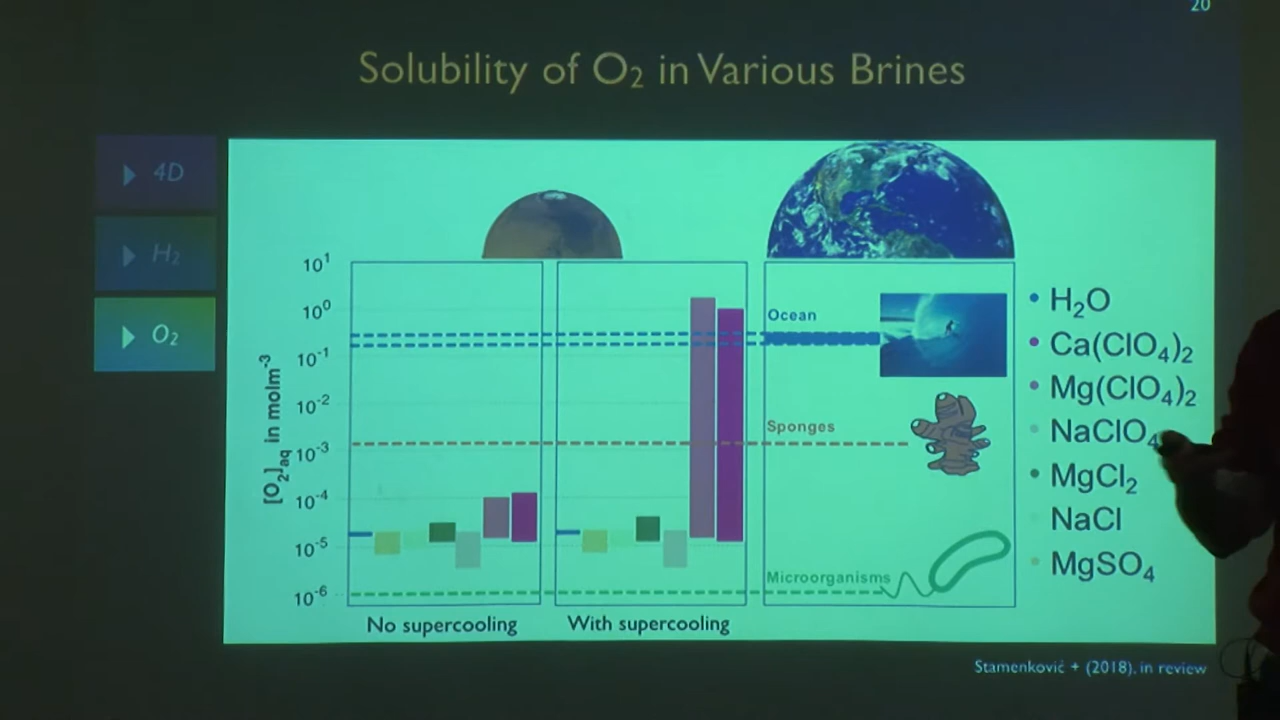 20
Solubility of O₂ in Various Brines
4D
H₂
O₂
10¹
10⁰
10⁻¹
10⁻²
10⁻³
10⁻⁴
10⁻⁵
10⁻⁶
[O₂]aq in molm⁻³
No supercooling
With supercooling
Ocean
Sponges
Microorganisms
• H₂O
• Ca(ClO₄)₂
• Mg(ClO₄)₂
• NaClO₄
• MgCl₂
NaCl
• MgSO₄
Stamenković + (2018), in review